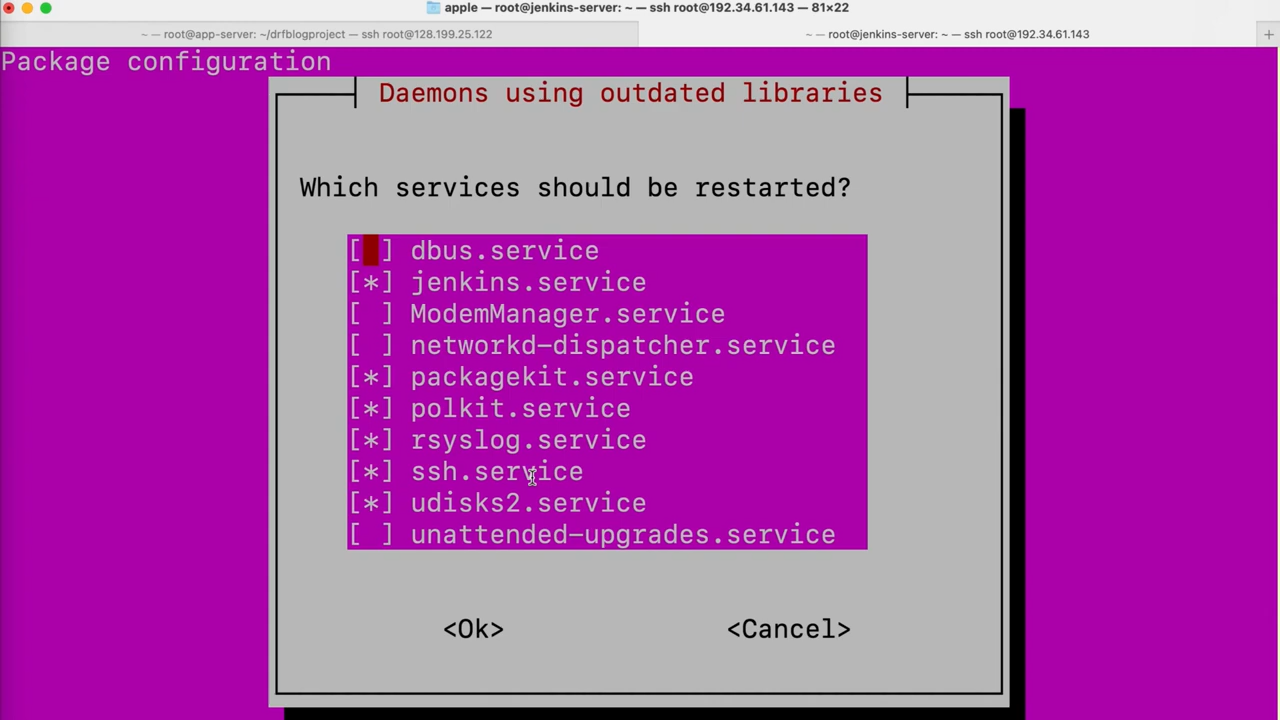 apple — root@jenkins-server: ~ — ssh root@192.34.61.143 — 81×22
~ — root@app-server: ~/drfblogproject — ssh root@128.199.25.122
~ — root@jenkins-server: ~ — ssh root@192.34.61.143
+
Package configuration
Daemons using outdated libraries
Which services should be restarted?
[ ] dbus.service
[*] jenkins.service
[ ] ModemManager.service
[ ] networkd-dispatcher.service
[*] packagekit.service
[*] polkit.service
[*] rsyslog.service
[*] ssh.service
[*] udisks2.service
[ ] unattended-upgrades.service
<Ok> <Cancel>